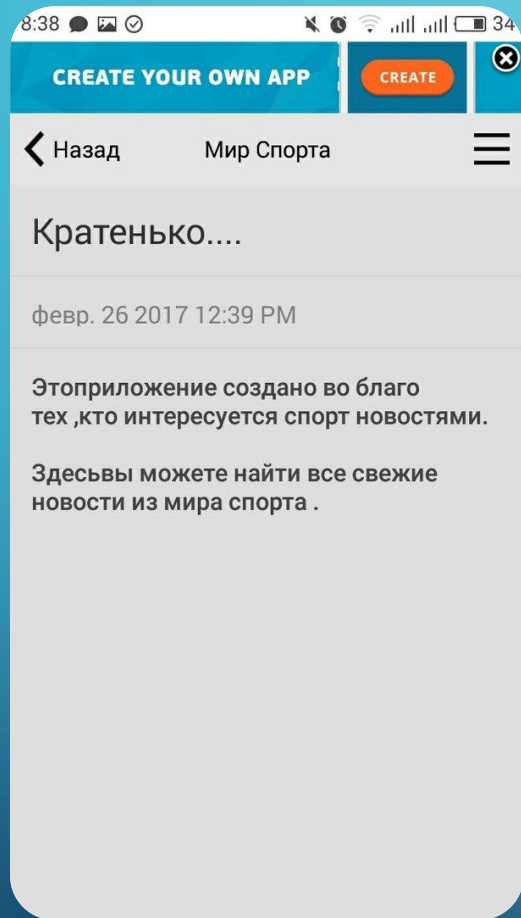 8:38 34
CREATE YOUR OWN APP CREATE
Назад Мир Спорта
Кратенько....
февр. 26 2017 12:39 PM
Этоприложение создано во благо
тех ,кто интересуется спорт новостями.
Здесьвы можете найти все свежие
новости из мира спорта .